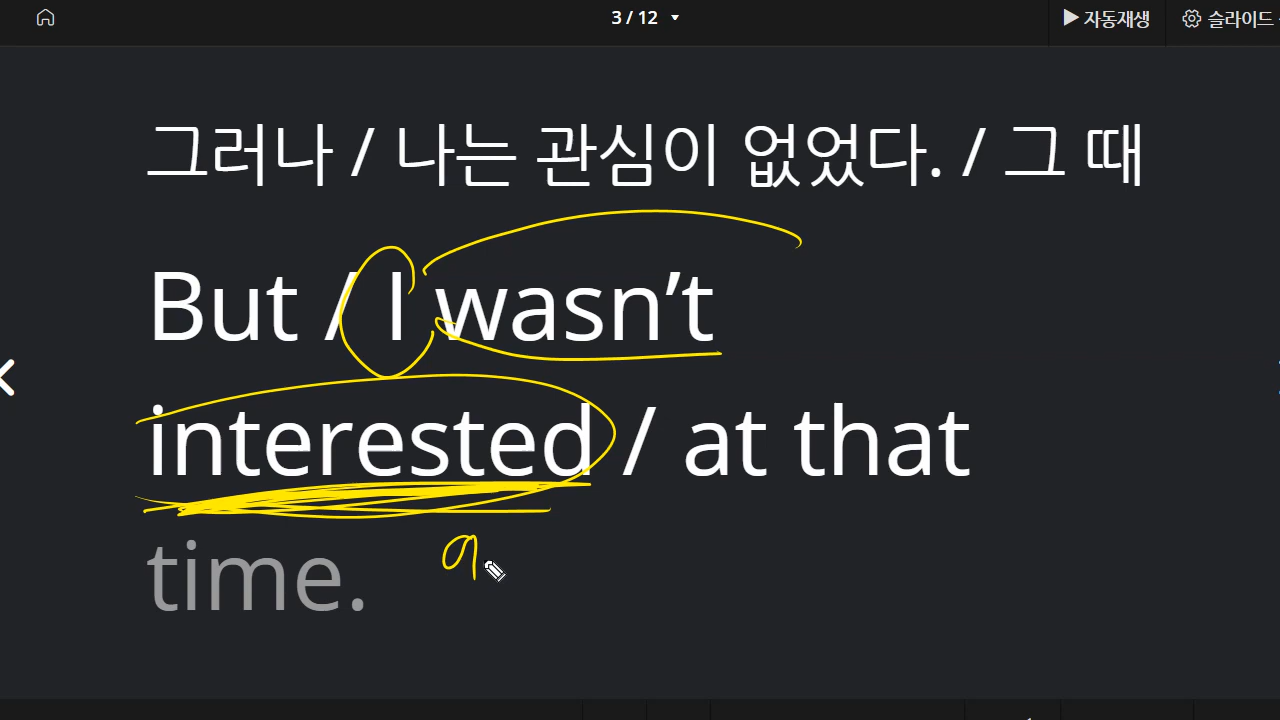 3 / 12
자동재생
슬라이드
그러나 / 나는 관심이 없었다. / 그 때
But / I wasn't
interested / at that
time.
a